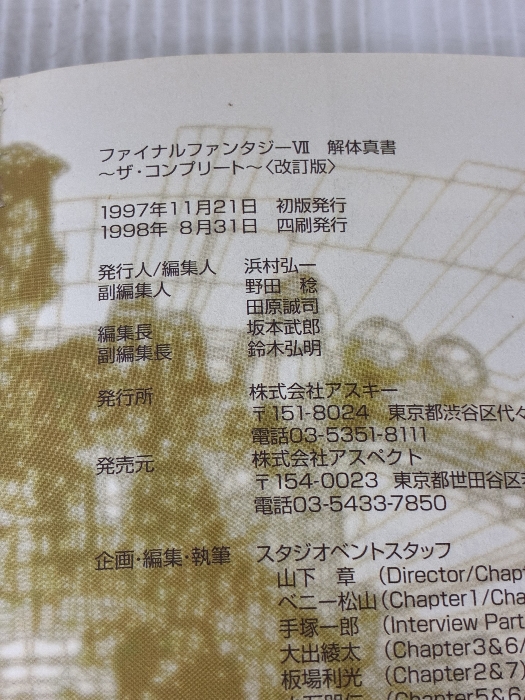 ファイナルファンタジーⅦ 解体真書
～ザ・コンプリート～〈改訂版〉
1997年11月21日 初版発行
1998年 8月31日 四刷発行
発行人/編集人 浜村弘一
副編集人 野田 稔
田原誠司
編集長 坂本武郎
副編集長 鈴木弘明
発行所 株式会社アスキー
〒151-8024 東京都渋谷区代々
電話03-5351-8111
発売元 株式会社アスペクト
〒154-0023 東京都世田谷区
電話03-5433-7850
企画・編集・執筆 スタジオベントスタッフ
山下 章 (Director/Chapt
ベニー松山(Chapter1/Cha
手塚一郎 (Interview Part
大出綾太 (Chapter3&6/
板場利光 (Chapter2&7)
(Chapter5&6